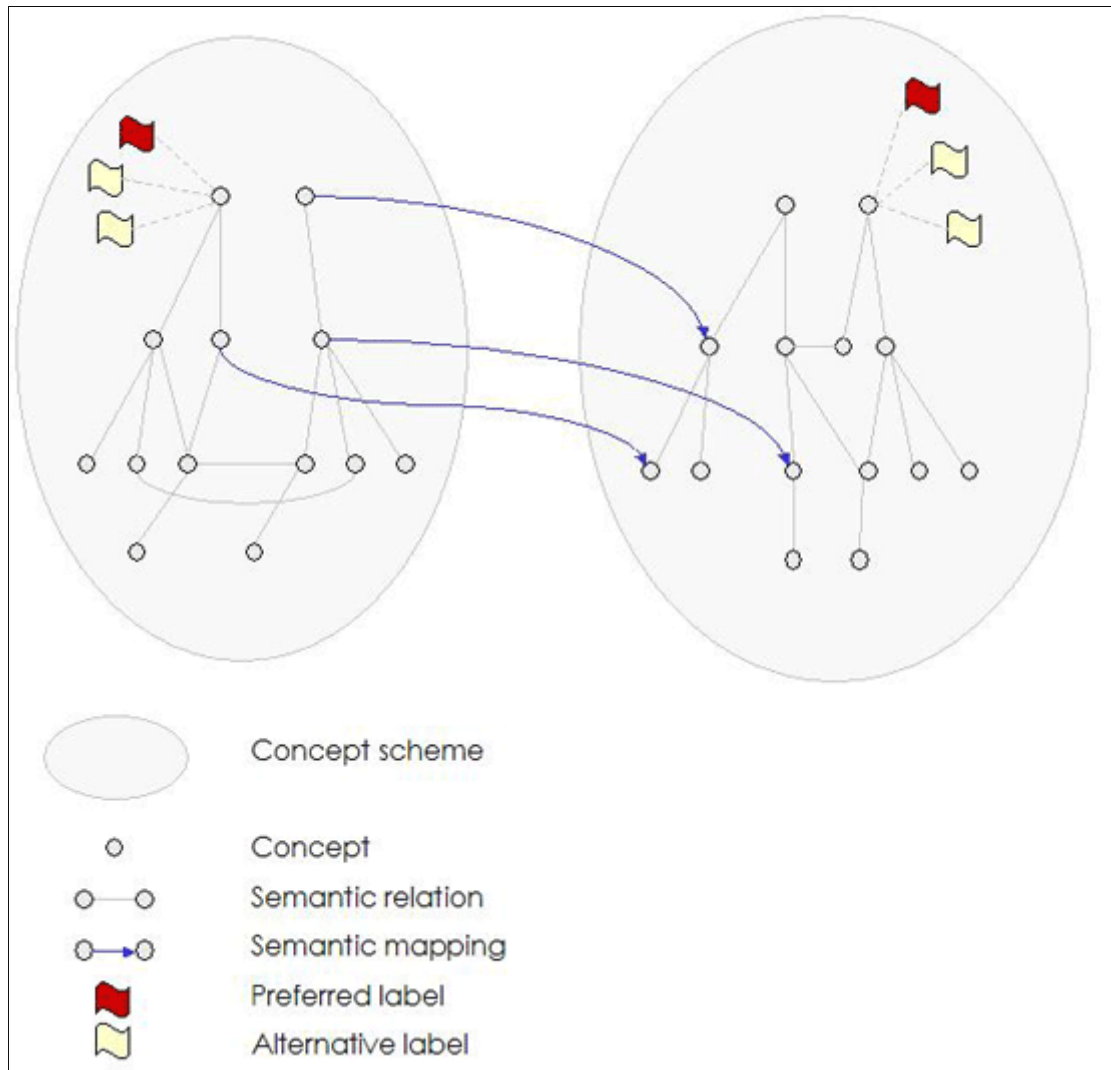 Concept scheme
Concept
Semantic relation
Semantic mapping
Preferred label
Alternative label